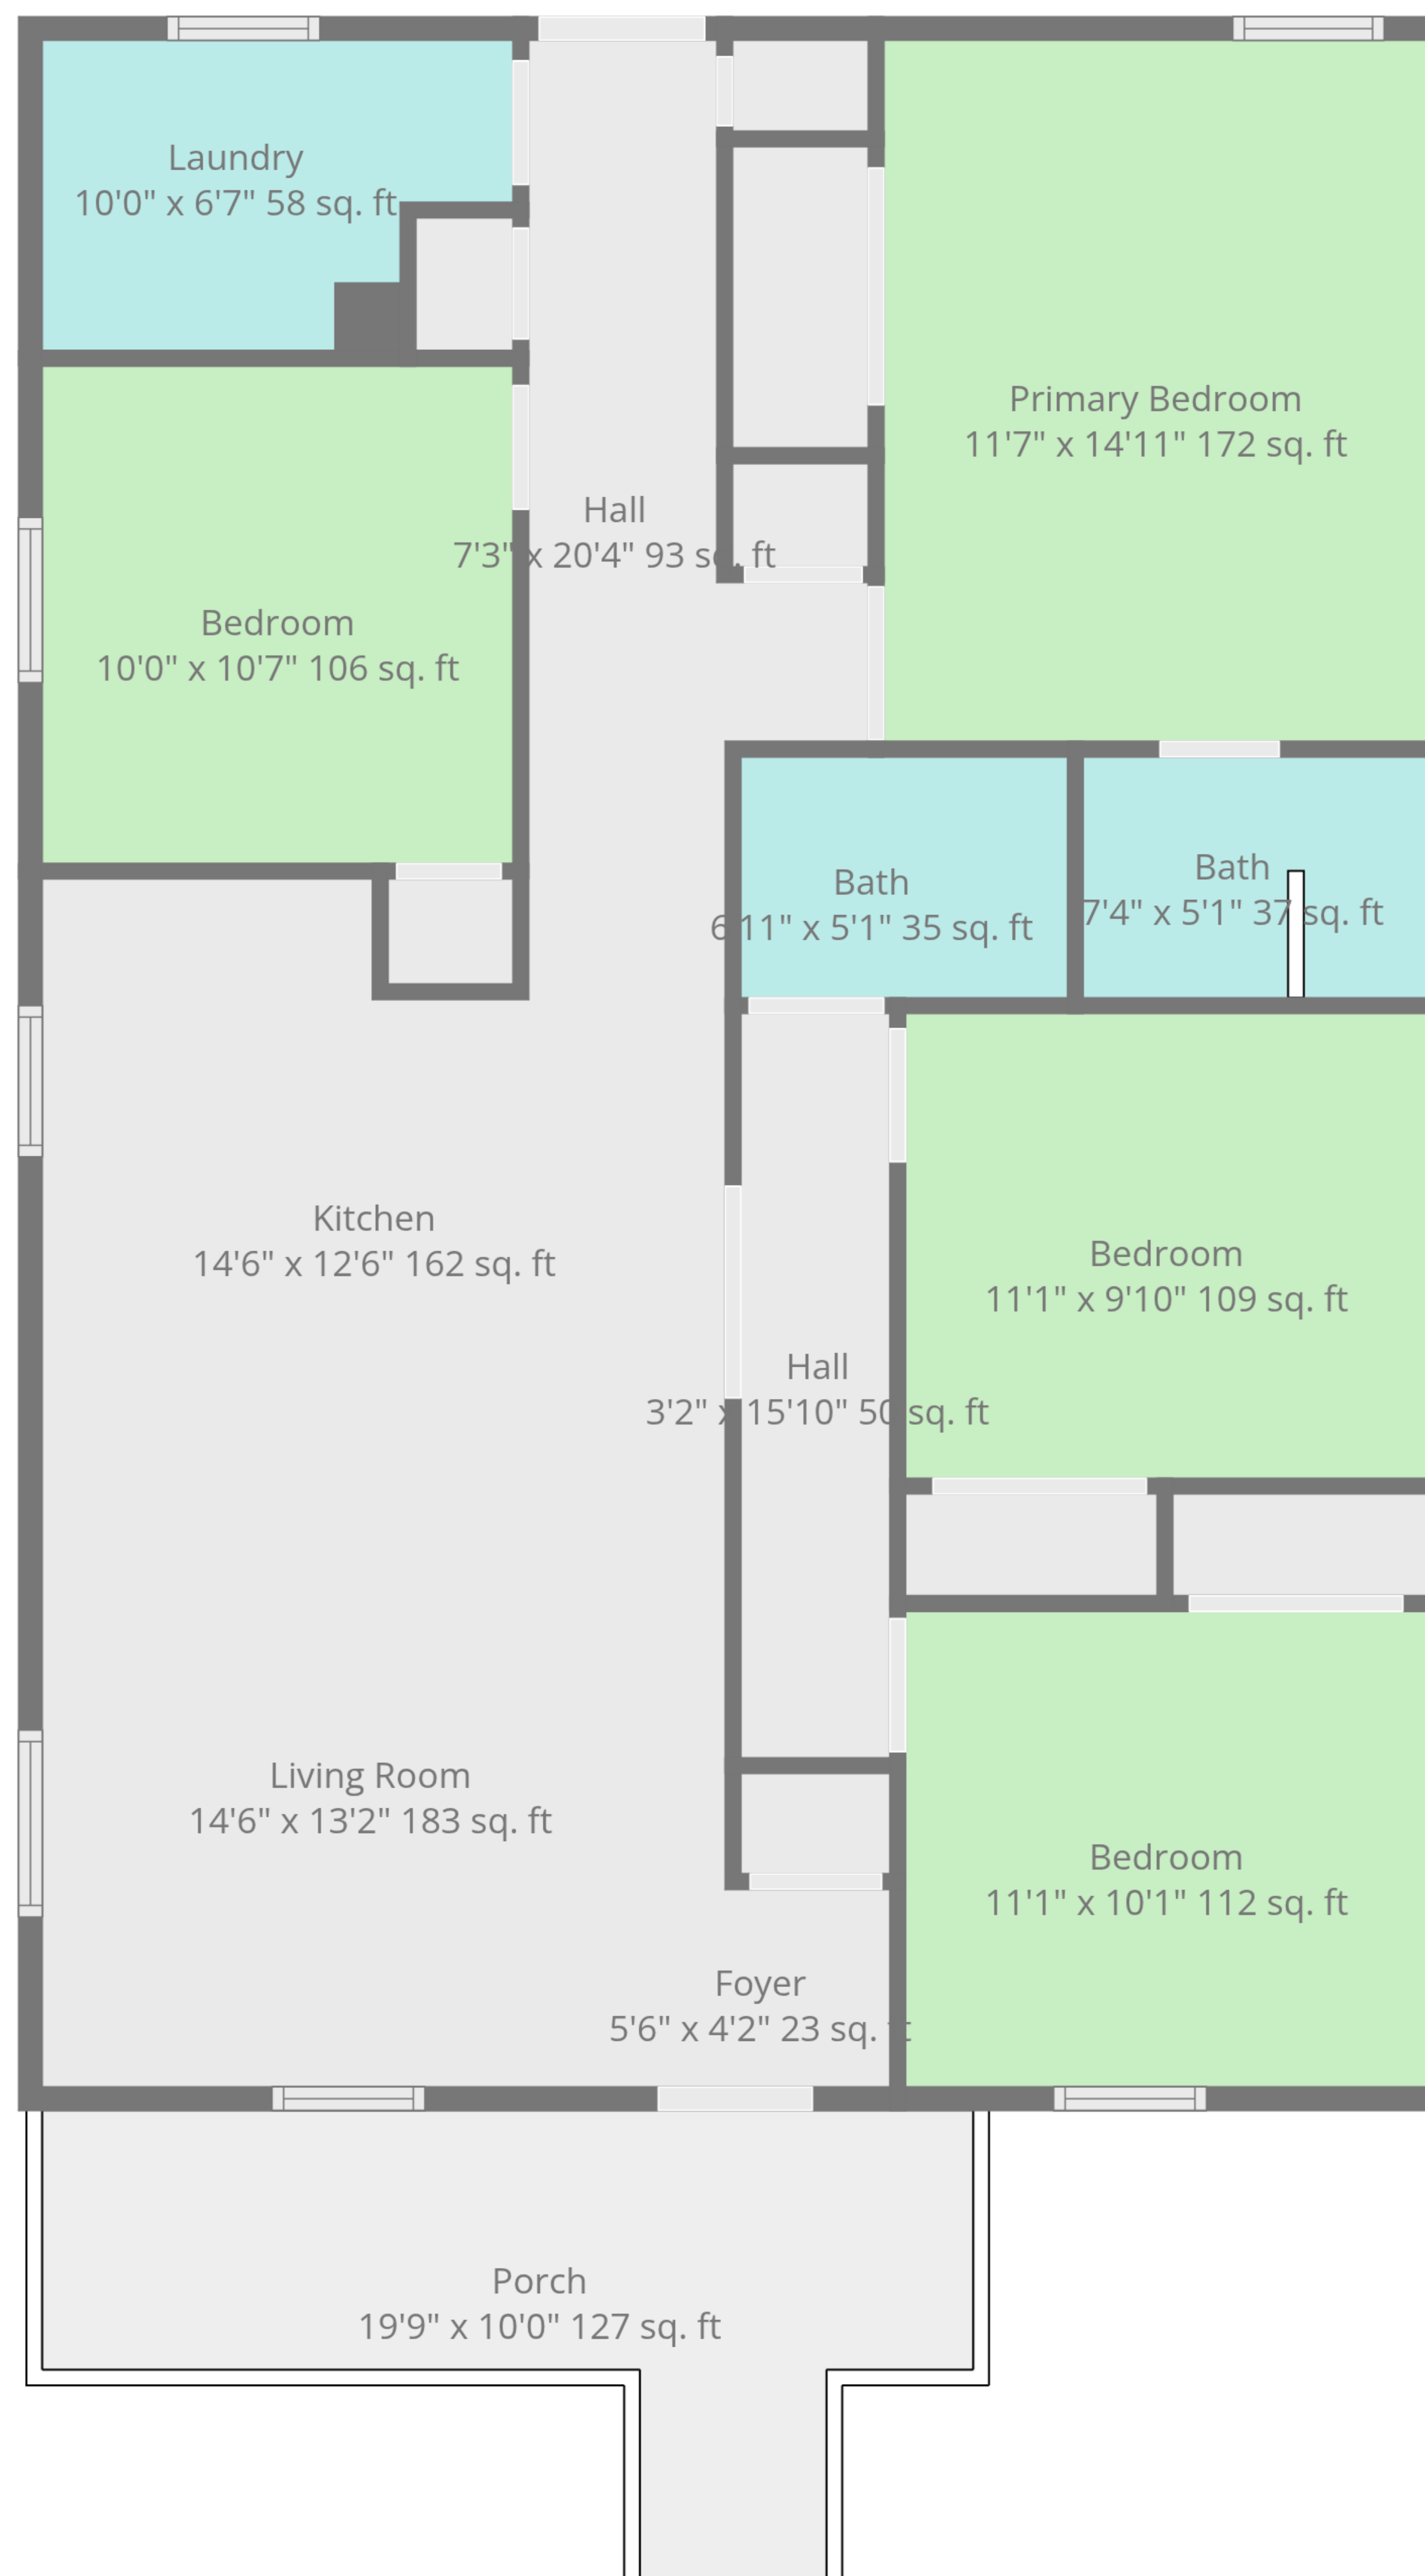 Laundry
10'0" x 6'7" 58 sq. ft
Primary Bedroom
11'7" x 14'11" 172 sq. ft
Hall
7'3" x 20'4" 93 sq. ft
Bedroom
10'0" x 10'7" 106 sq. ft
Bath
6'11" x 5'1" 35 sq. ft
Bath
7'4" x 5'1" 37 sq. ft
Kitchen
14'6" x 12'6" 162 sq. ft
Bedroom
11'1" x 9'10" 109 sq. ft
Hall
3'2" x 15'10" 50 sq. ft
Living Room
14'6" x 13'2" 183 sq. ft
Bedroom
11'1" x 10'1" 112 sq. ft
Foyer
5'6" x 4'2" 23 sq. ft
Porch
19'9" x 10'0" 127 sq. ft